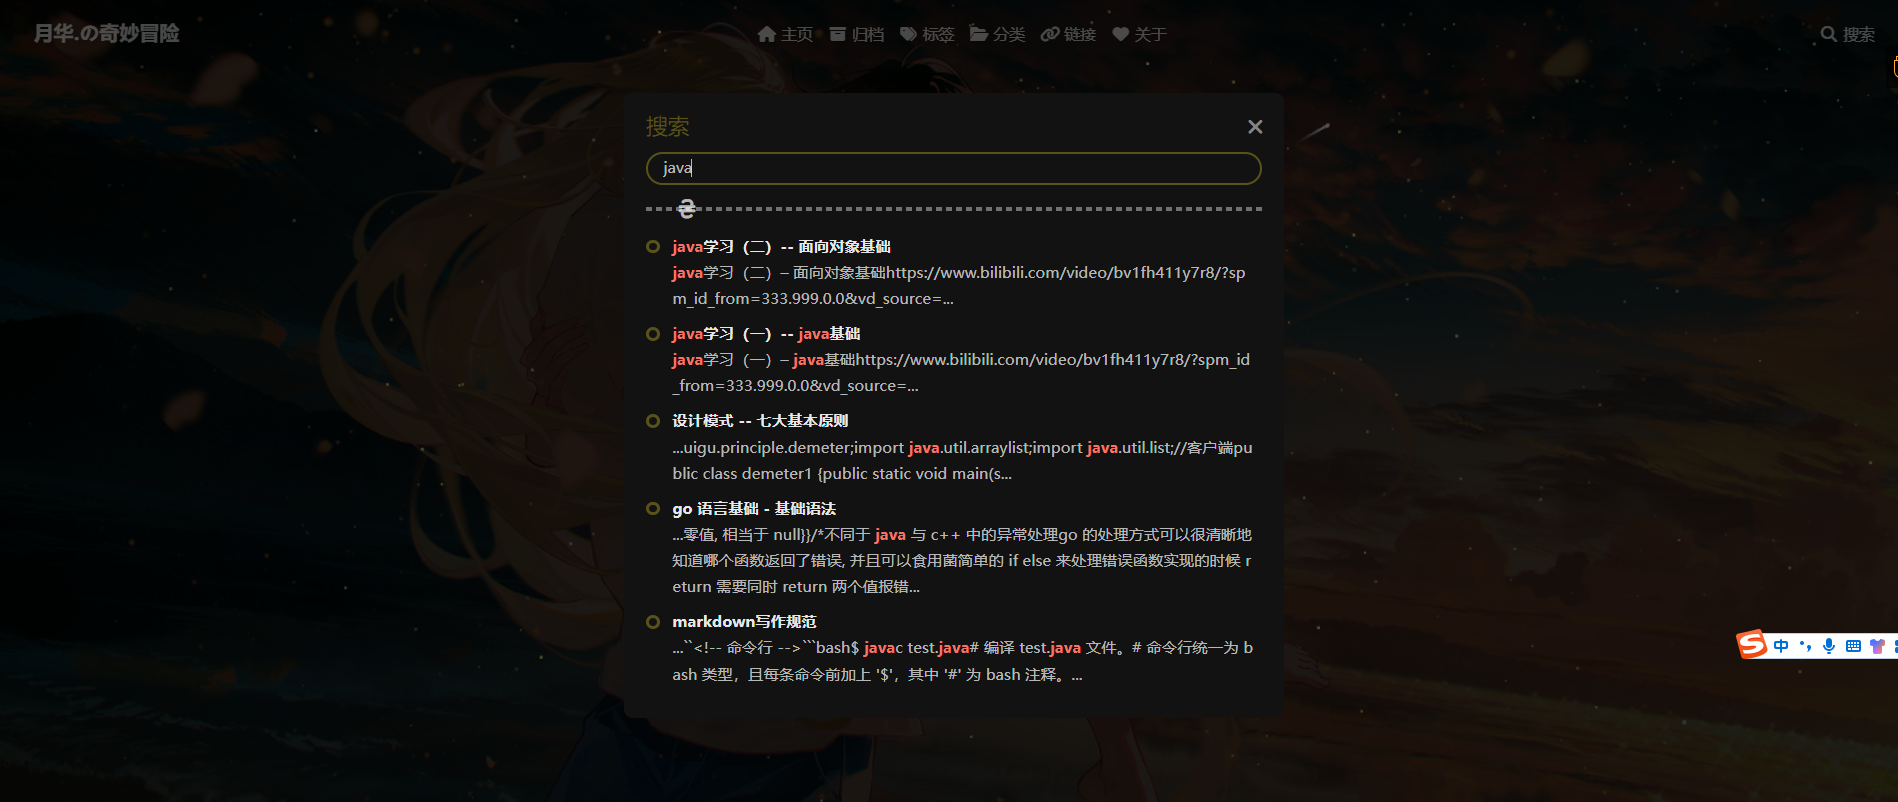 月华.の奇妙冒险
主页 归档 标签 分类 链接 关于
搜索
搜索
java
java学习（二）-- 面向对象基础
java学习（二）– 面向对象基础https://www.bilibili.com/video/bv1fh411y7r8/?sp
m_id_from=333.999.0.0&vd_source=...
java学习（一）-- java基础
java学习（一）– java基础https://www.bilibili.com/video/bv1fh411y7r8/?spm_id
_from=333.999.0.0&vd_source=...
设计模式 -- 七大基本原则
...uigu.principle.demeter;import java.util.arraylist;import java.util.list;//客户端pu
blic class demeter1 {public static void main(s...
go 语言基础 - 基础语法
...零值, 相当于 null}}/*不同于 java 与 c++ 中的异常处理go 的处理方式可以很清晰地
知道哪个函数返回了错误, 并且可以食用菌简单的 if else 来处理错误函数实现的时候 r
eturn 需要同时 return 两个值报错...
markdown写作规范
...``<!-- 命令行 -->```bash$ javac test.java# 编译 test.java 文件。# 命令行统一为 b
ash 类型，且每条命令前加上 '$'，其中 '#' 为 bash 注释。...
S 中